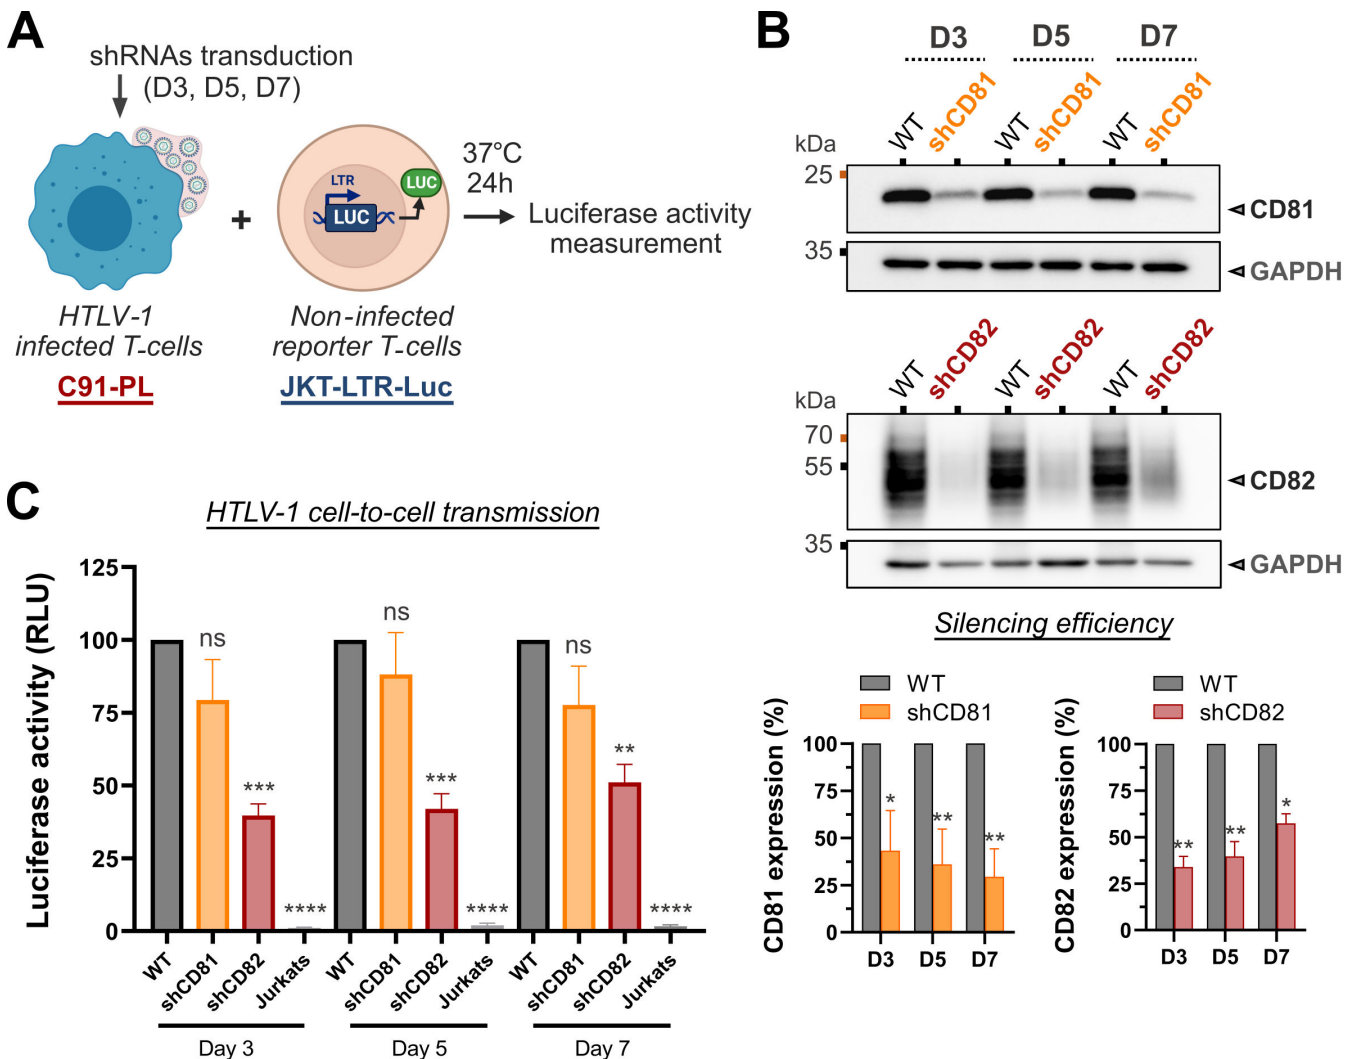 A
shRNAs transduction
(D3, D5, D7)
LTR
LUC
LUC
37°C
24h
+
Luciferase activity
measurement
HTLV-1
infected T-cells
C91-PL
Non-infected
reporter T-cells
JKT-LTR-Luc
B
D3 D5 D7
WT shCD81 WT shCD81 WT shCD81
kDa
25
CD81
35
GAPDH
WT shCD82 WT shCD82 WT shCD82
kDa
70
55
CD82
35
GAPDH
Silencing efficiency
WT
shCD81
CD81 expression (%)
100
75
50
25
0
* ** **
D3 D5 D7
WT
shCD82
CD82 expression (%)
100
75
50
25
0
** ** *
D3 D5 D7
C
HTLV-1 cell-to-cell transmission
Luciferase activity (RLU)
125
100
75
50
25
0
ns *** ****
ns *** ****
ns ** ****
WT shCD81 shCD82 Jurkats WT shCD81 shCD82 Jurkats WT shCD81 shCD82 Jurkats
Day 3 Day 5 Day 7